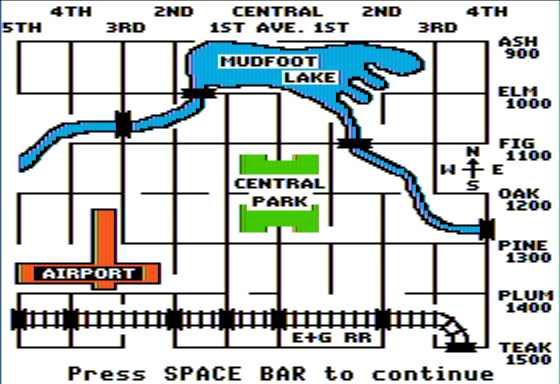 4TH 2ND CENTRAL 2ND 4TH
5TH 3RD 1ST AVE. 1ST 3RD
ASH
900
MUDFOOT
LAKE
ELM
1000
FIG
1100
N
W E
S
CENTRAL
PARK
OAK
1200
PINE
1300
AIRPORT
PLUM
1400
E+G RR
TEAK
1500
Press SPACE BAR to continue